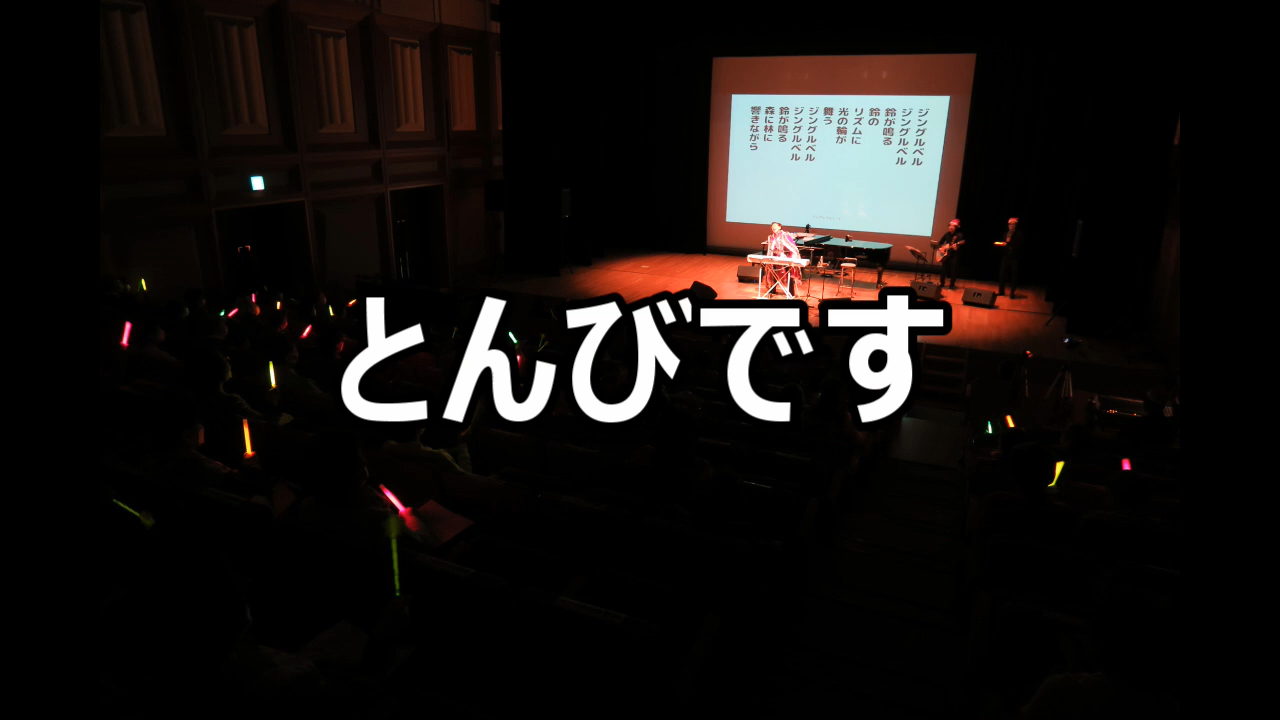 ジングルベル
ジングルベル
鈴が鳴る
鈴の
リズムに
光の輪が
舞う
ジングルベル
ジングルベル
鈴が鳴る
森に林に
響きながら
とんびです